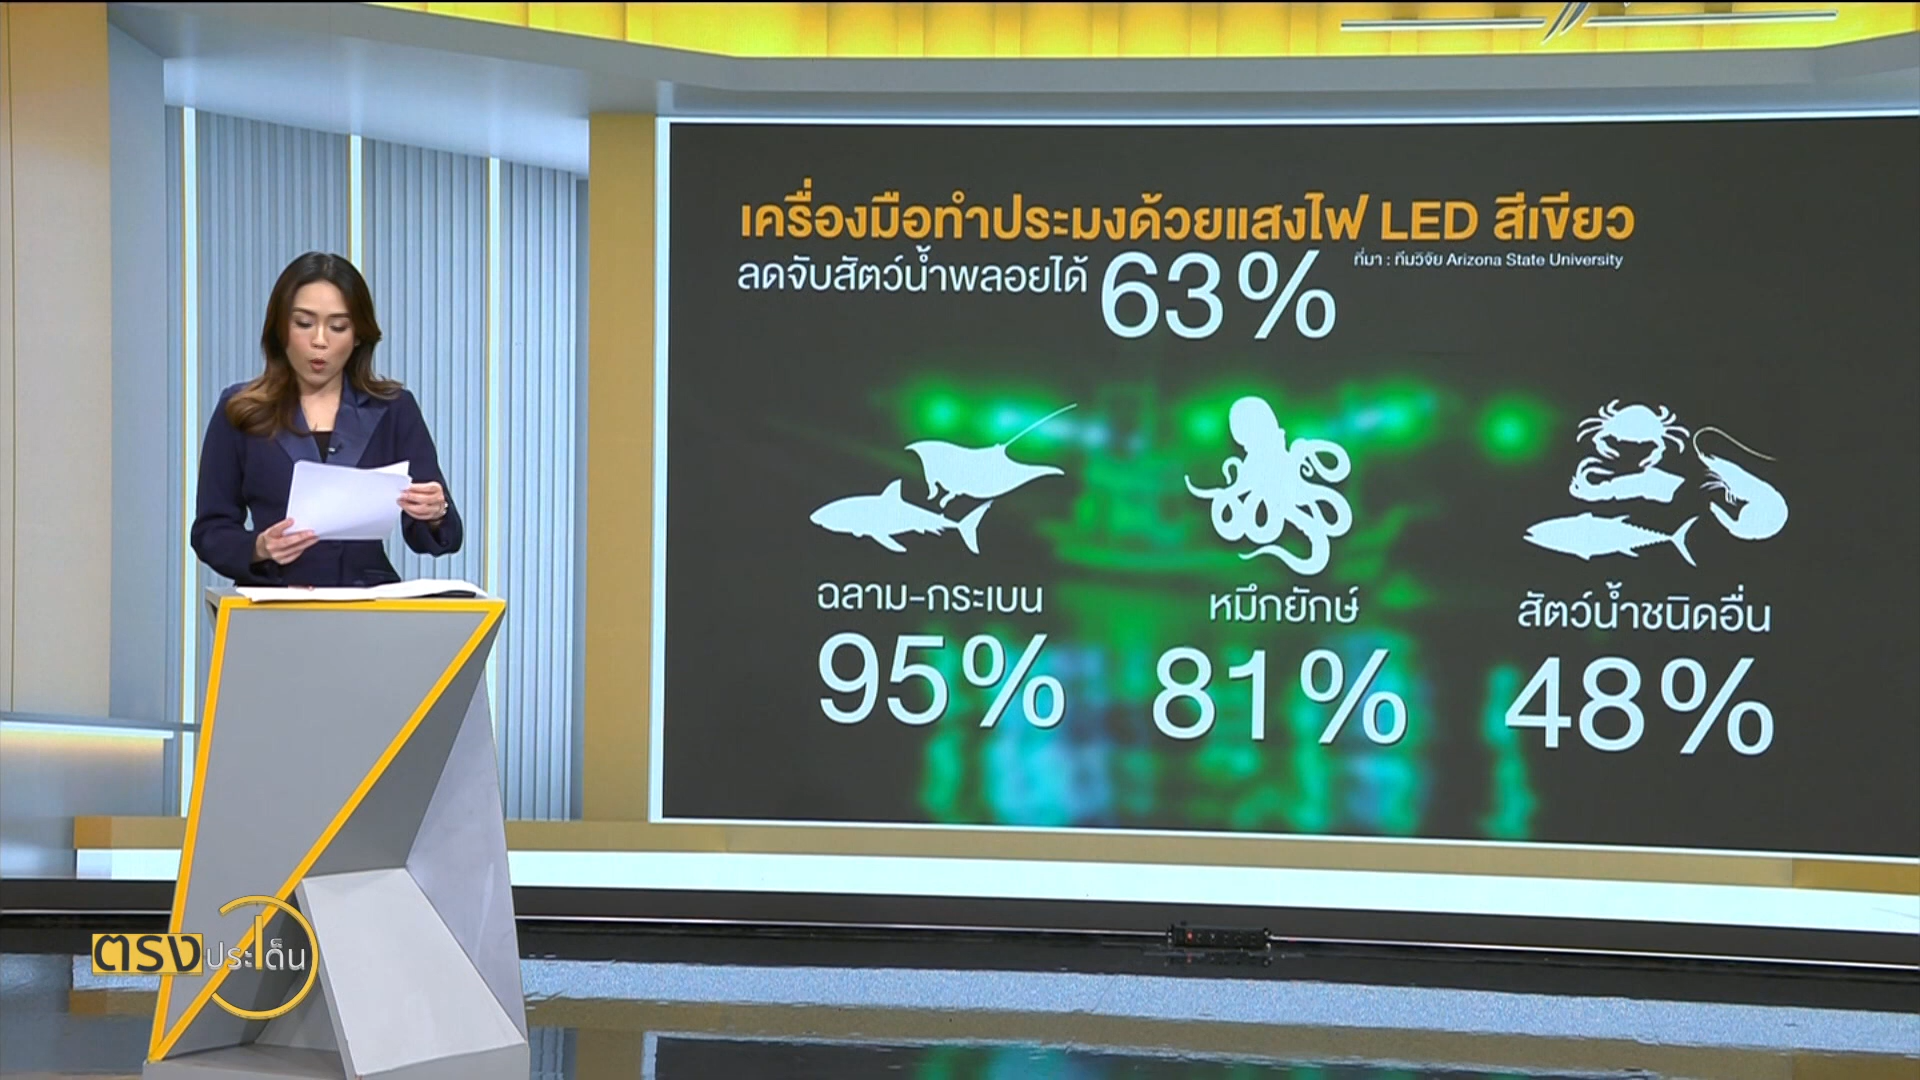 เครื่องมือทำประมงด้วยแสงไฟ LED สีเขียว
ลดจับสัตว์น้ำพลอยได้ 63%
ที่มา : ทีมวิจัย Arizona State University
ฉลาม-กระเบน
95%
หมึกยักษ์
81%
สัตว์น้ำชนิดอื่น
48%
ตรงประเด็น